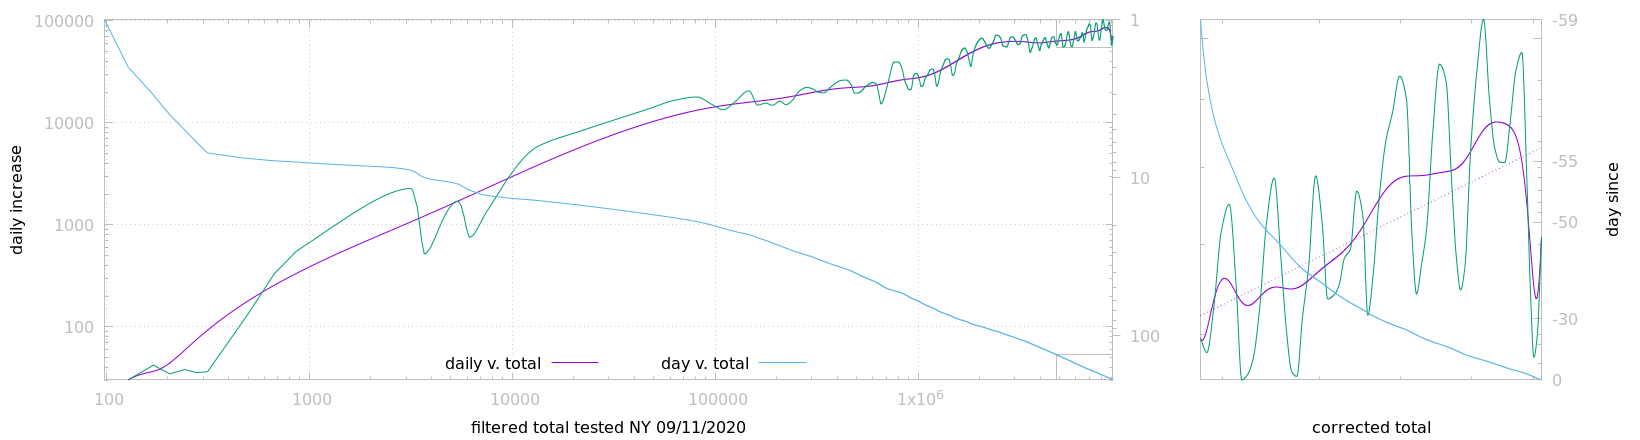 100000
10000
1000
100
daily increase
100
1000
10000
100000
1x10⁶
1
10
100
daily v. total
day v. total
filtered total tested NY 09/11/2020
-59
-55
-50
-30
0
day since
corrected total